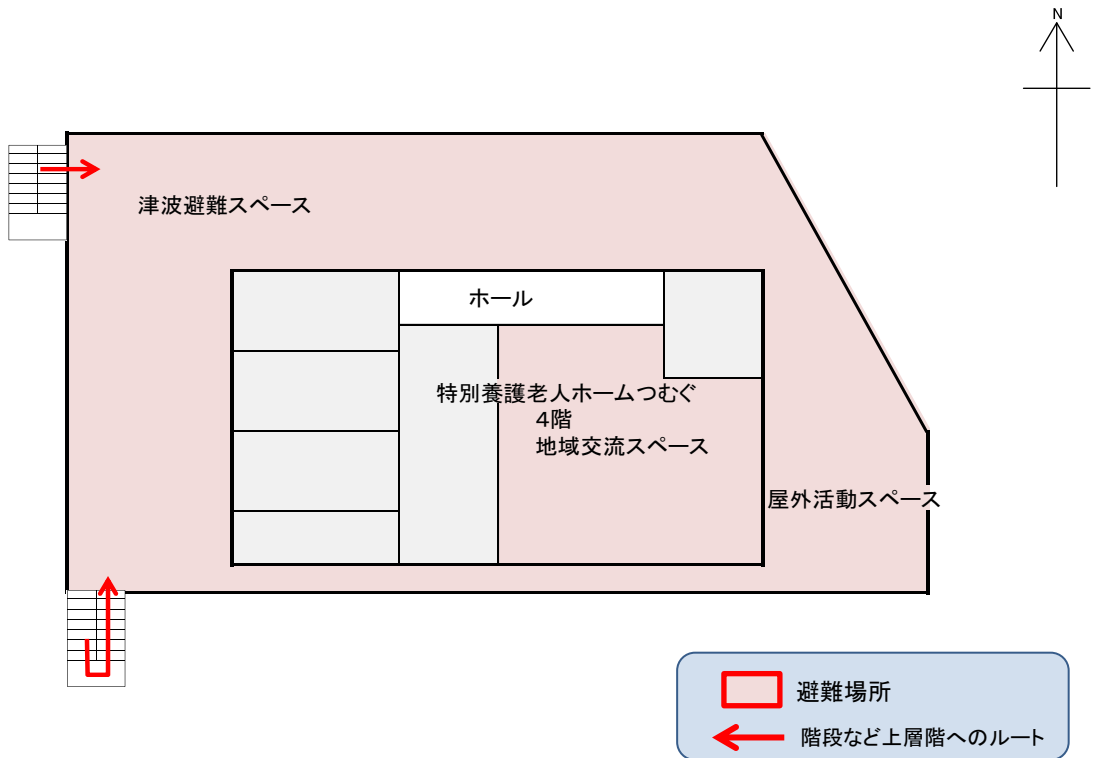 N
津波避難スペース
ホール
特別養護老人ホームつむぐ
4階
地域交流スペース
屋外活動スペース
避難場所
階段など上層階へのルート